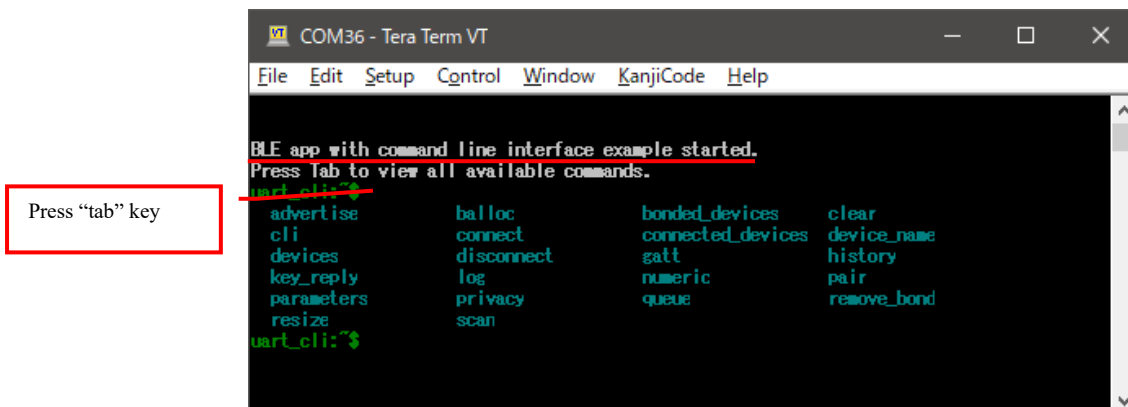 COM36 - Tera Term VT
File Edit Setup Control Window KanjiCode Help
BLE app with command line interface example started.
Press Tab to view all available commands.
uart_cli:~$
Press “tab” key
advertise balloc bonded_devices clear
cli connect connected_devices device_name
devices disconnect gatt history
key_reply log numeric pair
parameters privacy queue remove_bond
resize scan
uart_cli:~$